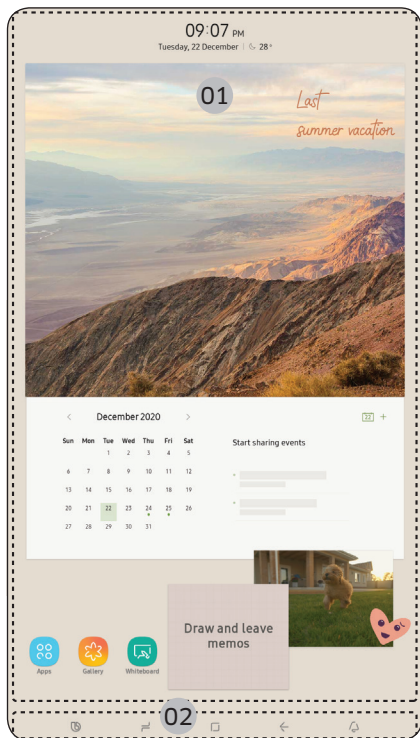 09:07 PM
Tuesday, 22 December | 28°
01
Last
summer vacation
December 2020
22 +
Sun Mon Tue Wed Thu Fri Sat
1 2 3 4 5
6 7 8 9 10 11 12
13 14 15 16 17 18 19
20 21 22 23 24 25 26
27 28 29 30 31
Start sharing events
Draw and leave
memos
Apps
Gallery
Whiteboard
02